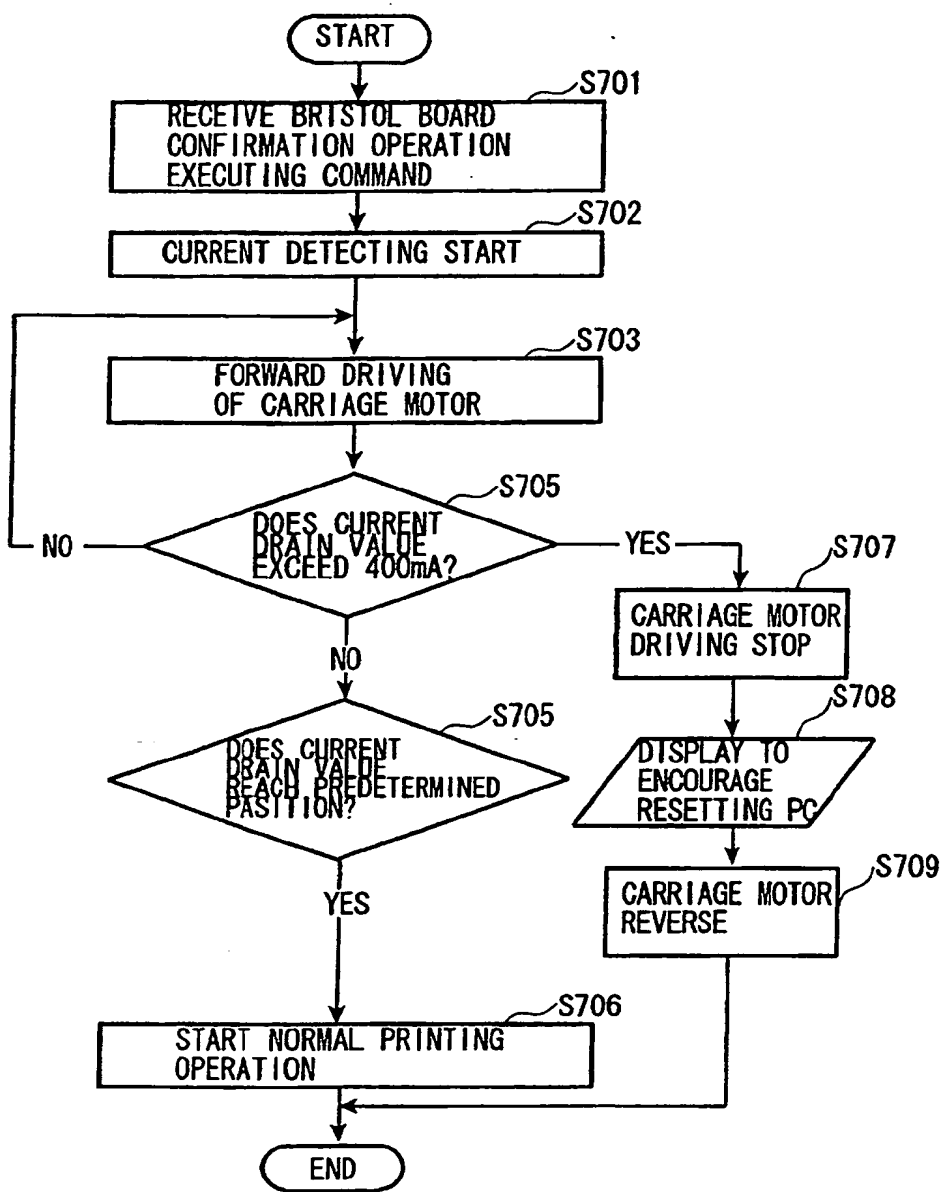 START
S701
RECEIVE BRISTOL BOARD
CONFIRMATION OPERATION
EXECUTING COMMAND
S702
CURRENT DETECTING START
S703
FORWARD DRIVING
OF CARRIAGE MOTOR
S705
DOES CURRENT
DRAIN VALUE
EXCEED 400mA?
NO
YES
S707
CARRIAGE MOTOR
DRIVING STOP
NO
S705
DOES CURRENT
DRAIN VALUE
REACH PREDETERMINED
PASITION?
S708
DISPLAY TO
ENCOURAGE
RESETTING PC
S709
CARRIAGE MOTOR
REVERSE
YES
S706
START NORMAL PRINTING
OPERATION
END